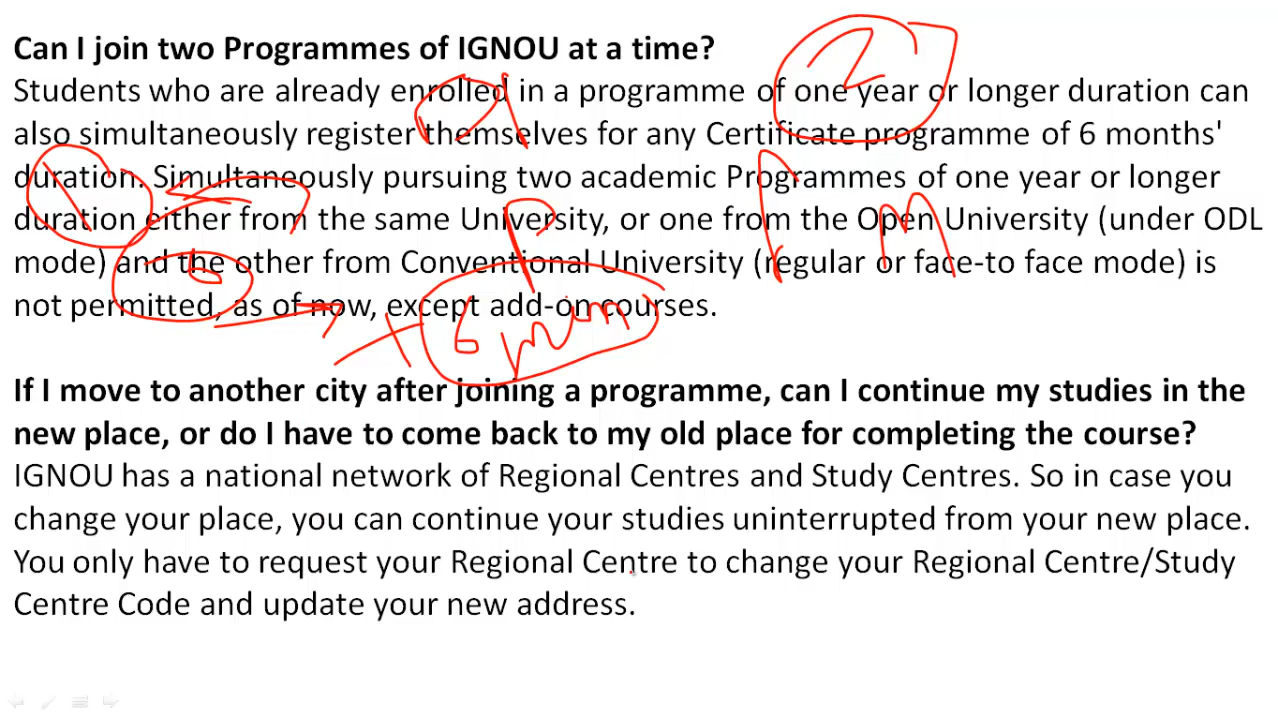 Can I join two Programmes of IGNOU at a time?
Students who are already enrolled in a programme of one year or longer duration can
also simultaneously register themselves for any Certificate programme of 6 months'
duration. Simultaneously pursuing two academic Programmes of one year or longer
duration either from the same University, or one from the Open University (under ODL
mode) and the other from Conventional University (regular or face-to face mode) is
not permitted, as of now, except add-on courses.
If I move to another city after joining a programme, can I continue my studies in the
new place, or do I have to come back to my old place for completing the course?
IGNOU has a national network of Regional Centres and Study Centres. So in case you
change your place, you can continue your studies uninterrupted from your new place.
You only have to request your Regional Centre to change your Regional Centre/Study
Centre Code and update your new address.